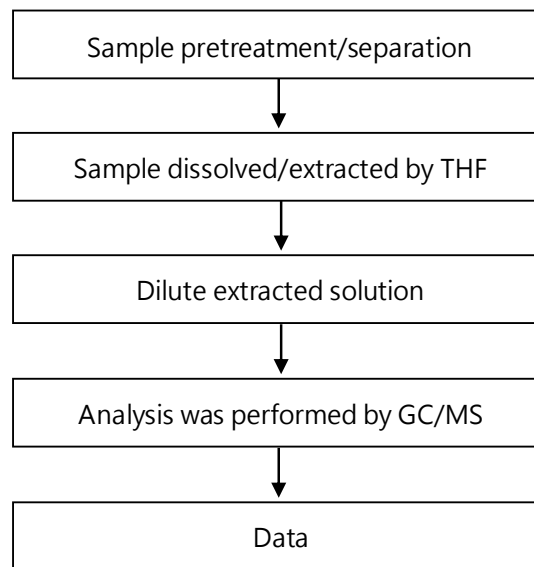 Sample pretreatment/separation
Sample dissolved/extracted by THF
Dilute extracted solution
Analysis was performed by GC/MS
Data